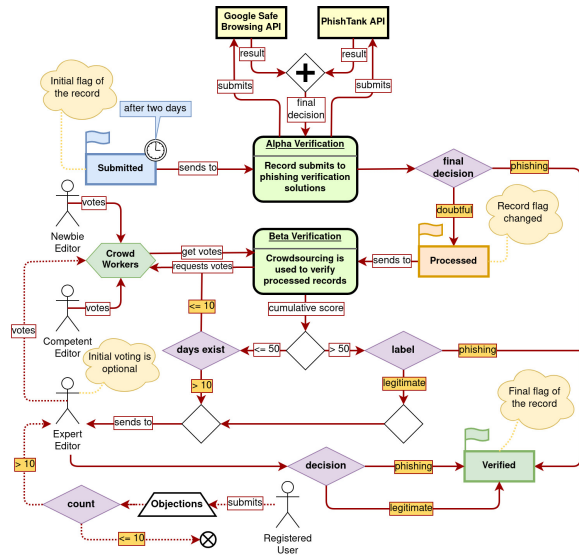 Google Safe
Browsing API
PhishTank API
result
result
submits
submits
final
decision
Initial flag of
the record
after two days
Submitted
sends to
Alpha Verification
Record submits to
phishing verification
solutions
final
decision
phishing
doubtful
Record flag
changed
Processed
sends to
votes
Newbie
Editor
Crowd
Workers
get votes
requests votes
Beta Verification
Crowdsourcing is
used to verify
processed records
votes
Competent
Editor
votes
<= 10
cumulative score
days exist
<= 50
> 50
label
phishing
Initial voting is
optional
> 10
legitimate
Expert
Editor
sends to
Final flag of
the record
> 10
decision
phishing
Verified
legitimate
count
Objections
submits
<= 10
Registered
User